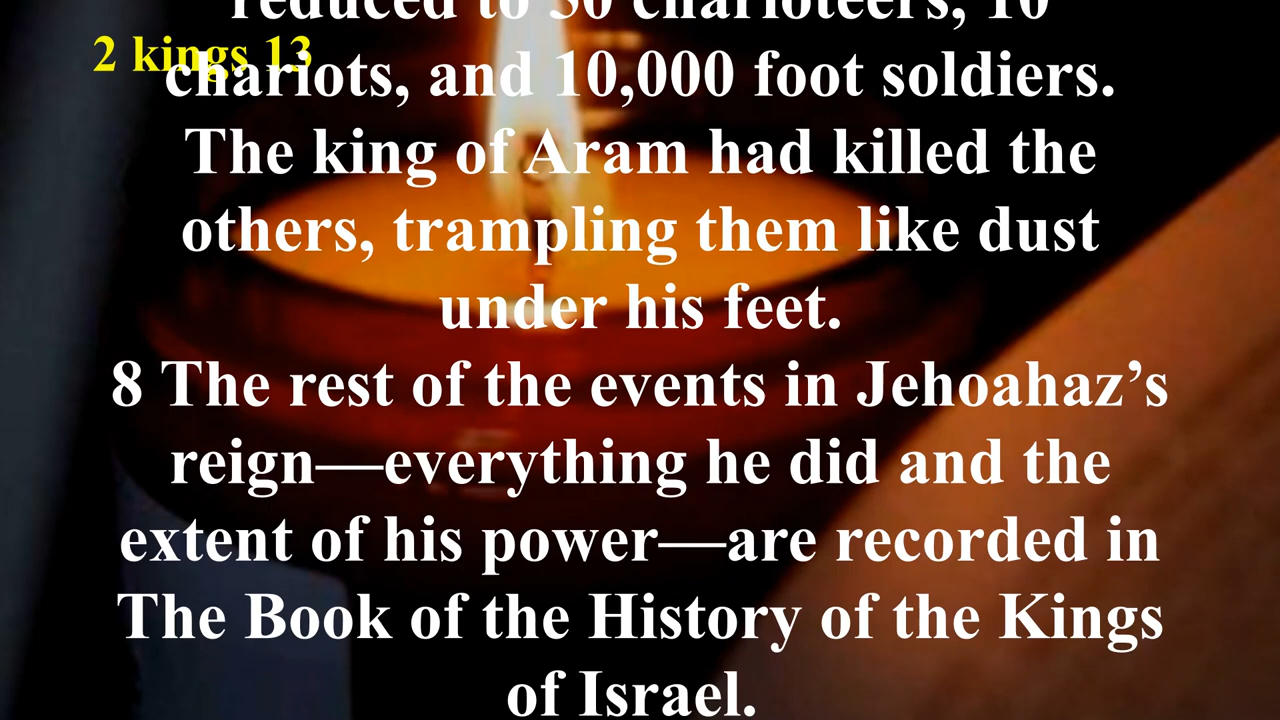 reduced to 50 charioteers, 10
2 kings 13
chariots, and 10,000 foot soldiers.
The king of Aram had killed the
others, trampling them like dust
under his feet.
8 The rest of the events in Jehoahaz’s
reign—everything he did and the
extent of his power—are recorded in
The Book of the History of the Kings
of Israel.